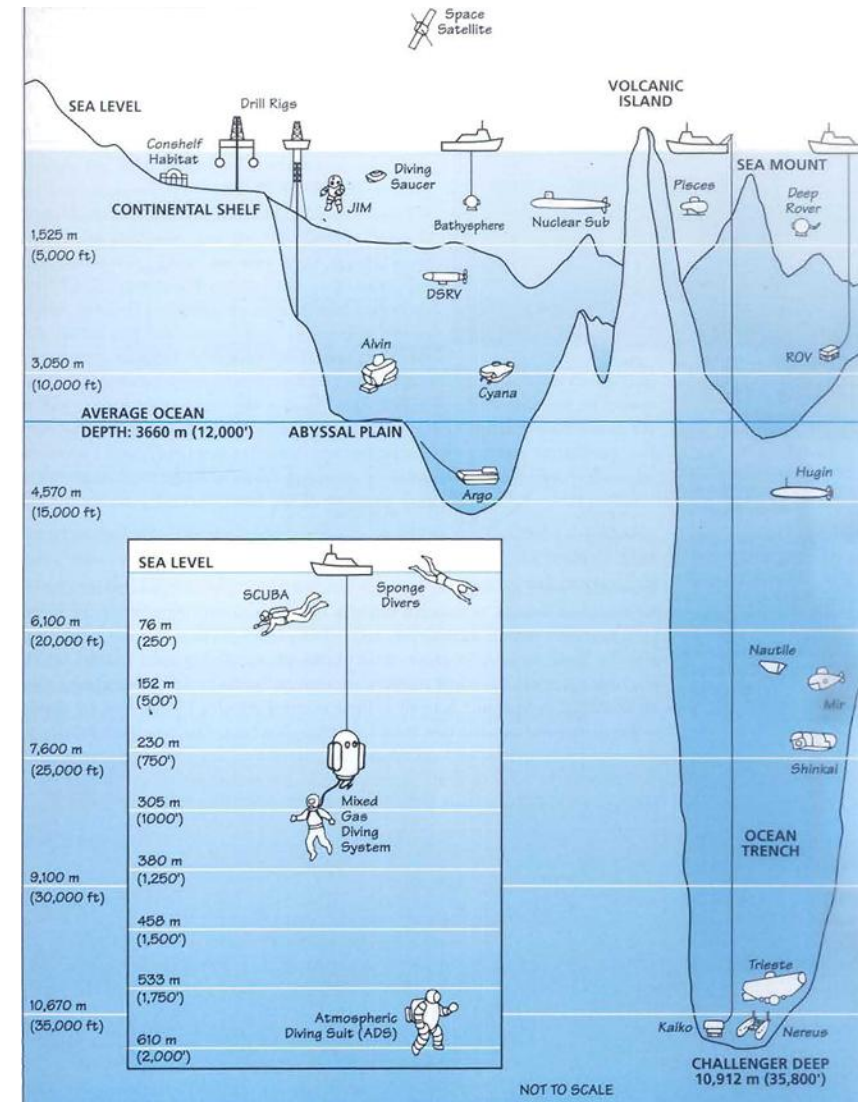 Space
Satellite
VOLCANIC
ISLAND
SEA LEVEL
Drill Rigs
Conshelf
Habitat
Diving
Saucer
JIM
CONTINENTAL SHELF
Bathysphere
Nuclear Sub
Pisces
SEA MOUNT
Deep
Rover
1,525 m
(5,000 ft)
DSRV
Alvin
Cyana
ROV
3,050 m
(10,000 ft)
AVERAGE OCEAN
DEPTH: 3660 m (12,000')
ABYSSAL PLAIN
Argo
Hugin
4,570 m
(15,000 ft)
SEA LEVEL
SCUBA
Sponge
Divers
6,100 m
(20,000 ft)
76 m
(250')
152 m
(500')
Nautile
Mir
230 m
(750')
7,600 m
(25,000 ft)
Shinkai
305 m
(1000')
Mixed
Gas
Diving
System
380 m
(1,250')
OCEAN
TRENCH
9,100 m
(30,000 ft)
458 m
(1,500')
533 m
(1,750')
Trieste
10,670 m
(35,000 ft)
Atmospheric
Diving Suit (ADS)
610 m
(2,000')
Kaiko
Nereus
CHALLENGER DEEP
10,912 m (35,800')
NOT TO SCALE